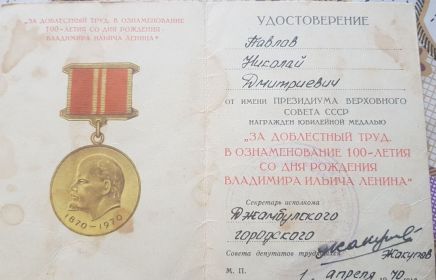 „ЗА ДОБЛЕСТНЫЙ ТРУД. В ОЗНАМЕНОВАНИЕ
100-ЛЕТИЯ СО ДНЯ РОЖДЕНИЯ
ВЛАДИМИРА ИЛЬИЧА ЛЕНИНА“
1870-1970
УДОСТОВЕРЕНИЕ
Павлов
Николай
Дмитриевич
ОТ ИМЕНИ ПРЕЗИДИУМА ВЕРХОВНОГО
СОВЕТА СССР
НАГРАЖДЕН ЮБИЛЕЙНОЙ МЕДАЛЬЮ
„ЗА ДОБЛЕСТНЫЙ ТРУД.
В ОЗНАМЕНОВАНИЕ 100-ЛЕТИЯ
СО ДНЯ РОЖДЕНИЯ
ВЛАДИМИРА ИЛЬИЧА ЛЕНИНА“
Секретарь исполкома
Джамбулского
городского
Совета депутатов Жакупов
М. П. апреля